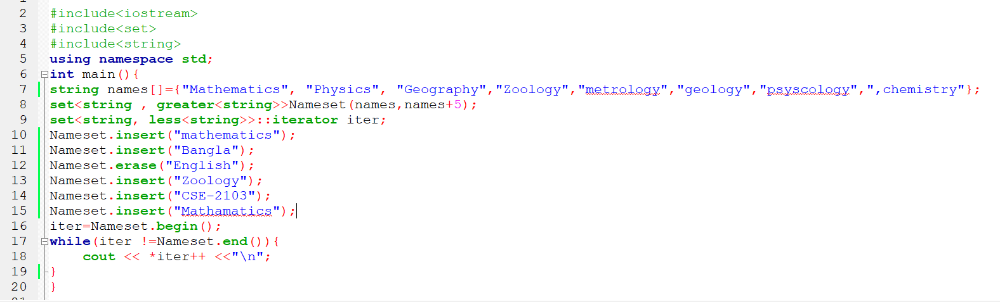 2 #include<iostream>
3 #include<set>
4 #include<string>
5 using namespace std;
6 int main(){
7 string names[]={"Mathematics", "Physics", "Geography","Zoology","metrology","geology","psyscology",",chemistry"};
8 set<string , greater<string>>Nameset(names,names+5);
9 set<string, less<string>>::iterator iter;
10 Nameset.insert("mathematics");
11 Nameset.insert("Bangla");
12 Nameset.erase("English");
13 Nameset.insert("Zoology");
14 Nameset.insert("CSE-2103");
15 Nameset.insert("Mathamatics");
16 iter=Nameset.begin();
17 while(iter !=Nameset.end()){
18 cout << *iter++ <<"\n";
19 }
20 }